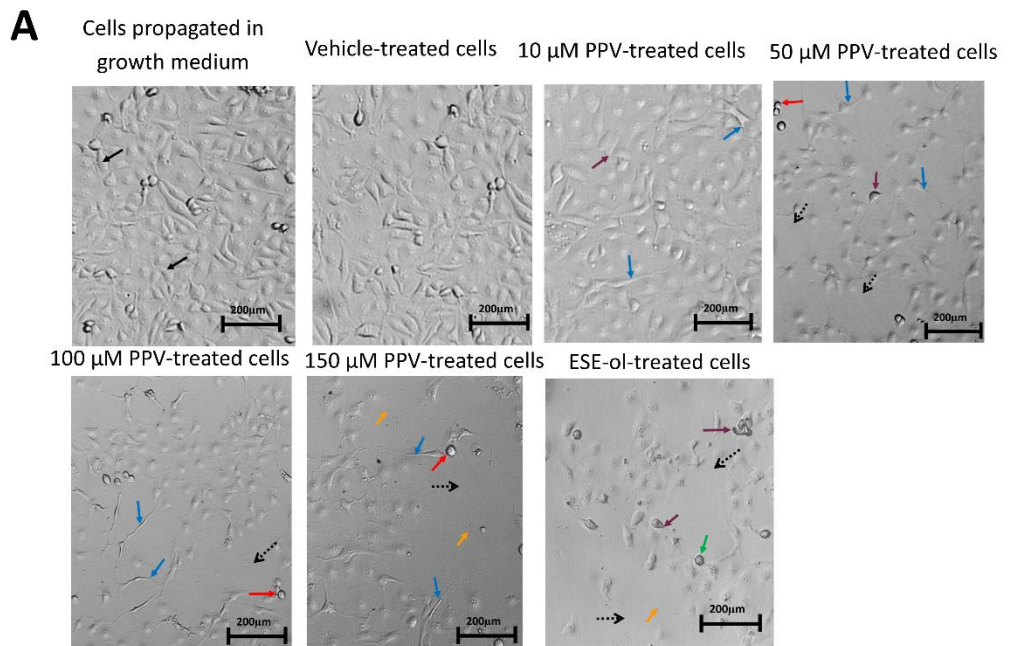 A
Cells propagated in
growth medium
Vehicle-treated cells
10 µM PPV-treated cells
50 µM PPV-treated cells
200µm
200µm
200µm
200µm
100 µM PPV-treated cells
150 µM PPV-treated cells
ESE-ol-treated cells
200µm
200µm
200µm